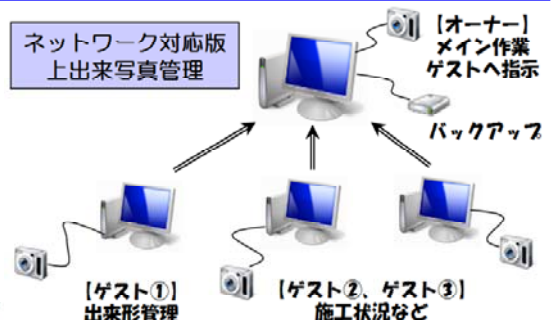 ネットワーク対応版
上出来写真管理
【オーナー】
メイン作業
ゲストへ指示
バックアップ
【ゲスト①】
出来形管理
【ゲスト②、ゲスト③】
施工状況など